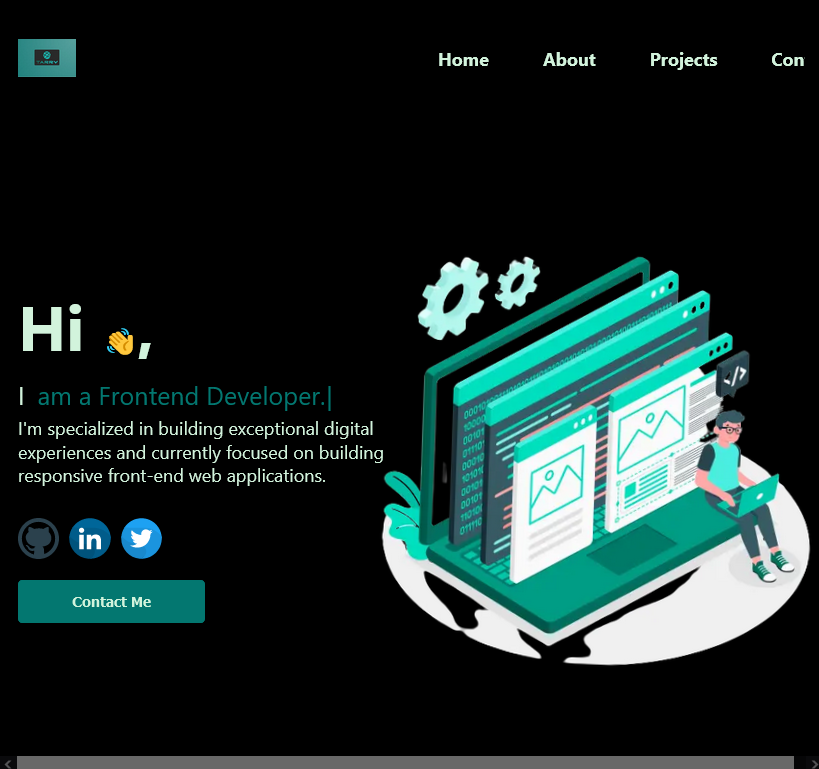 Home About Projects Con
Hi 👋,
I am a Frontend Developer.|
I'm specialized in building exceptional digital
experiences and currently focused on building
responsive front-end web applications.
in
Contact Me